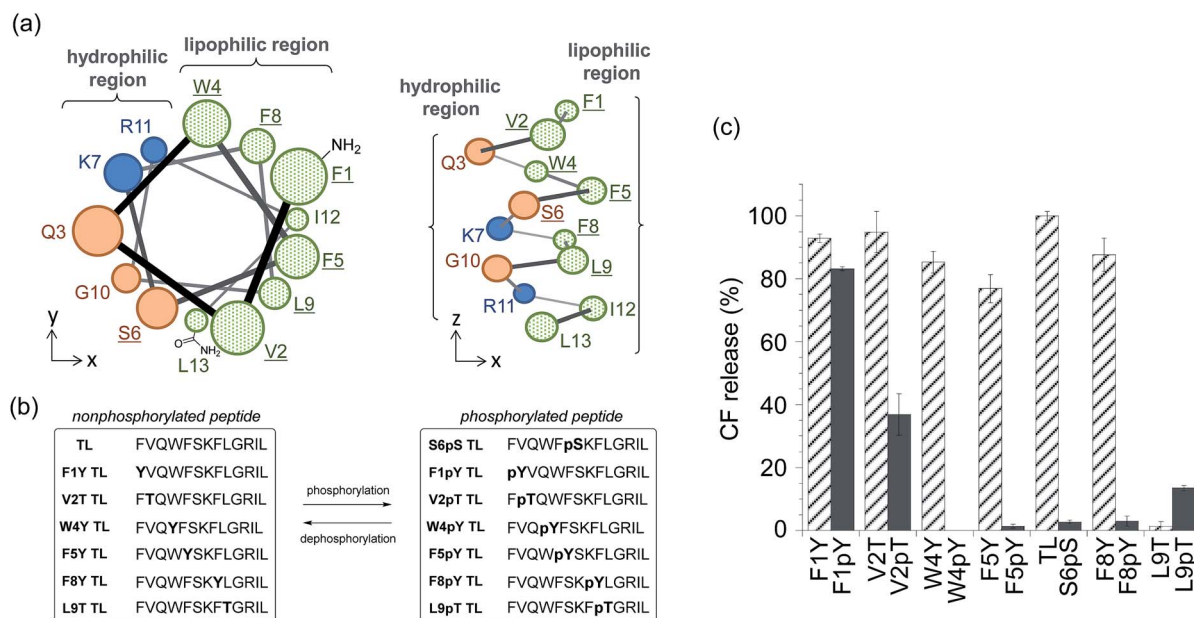 (a)
hydrophilic region
lipophilic region
W4
F8
R11
NH₂
K7
F1
Q3
I12
F5
G10
L9
S6
V2
O
NH₂
L13
y
x
lipophilic region
hydrophilic region
F1
V2
Q3
W4
F5
S6
K7
F8
L9
G10
R11
I12
L13
z
x
(b)
nonphosphorylated peptide
TL FVQWFSKFLGRIL
F1Y TL YVQWFSKFLGRIL
V2T TL FTQWFSKFLGRIL
W4Y TL FVQYFSKFLGRIL
F5Y TL FVQWYSKFLGRIL
F8Y TL FVQWFSKYLGRIL
L9T TL FVQWFSKFTGRIL
phosphorylation
dephosphorylation
phosphorylated peptide
S6pS TL FVQWFpSKFLGRIL
F1pY TL pYVQWFSKFLGRIL
V2pT TL FpTQWFSKFLGRIL
W4pY TL FVQpYFSKFLGRIL
F5pY TL FVQWpYSKFLGRIL
F8pY TL FVQWFSKpYLGRIL
L9pT TL FVQWFSKFpTGRIL
(c)
CF release (%)
100
80
60
40
20
0
F1Y
F1pY
V2T
V2pT
W4Y
W4pY
F5Y
F5pY
TL
S6pS
F8Y
F8pY
L9T
L9pT